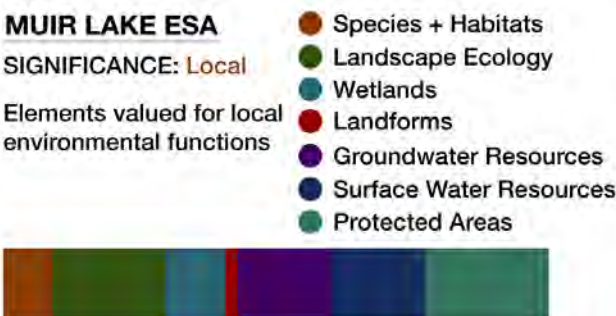 MUIR LAKE ESA
SIGNIFICANCE: Local
Elements valued for local
environmental functions
Species + Habitats
Landscape Ecology
Wetlands
Landforms
Groundwater Resources
Surface Water Resources
Protected Areas